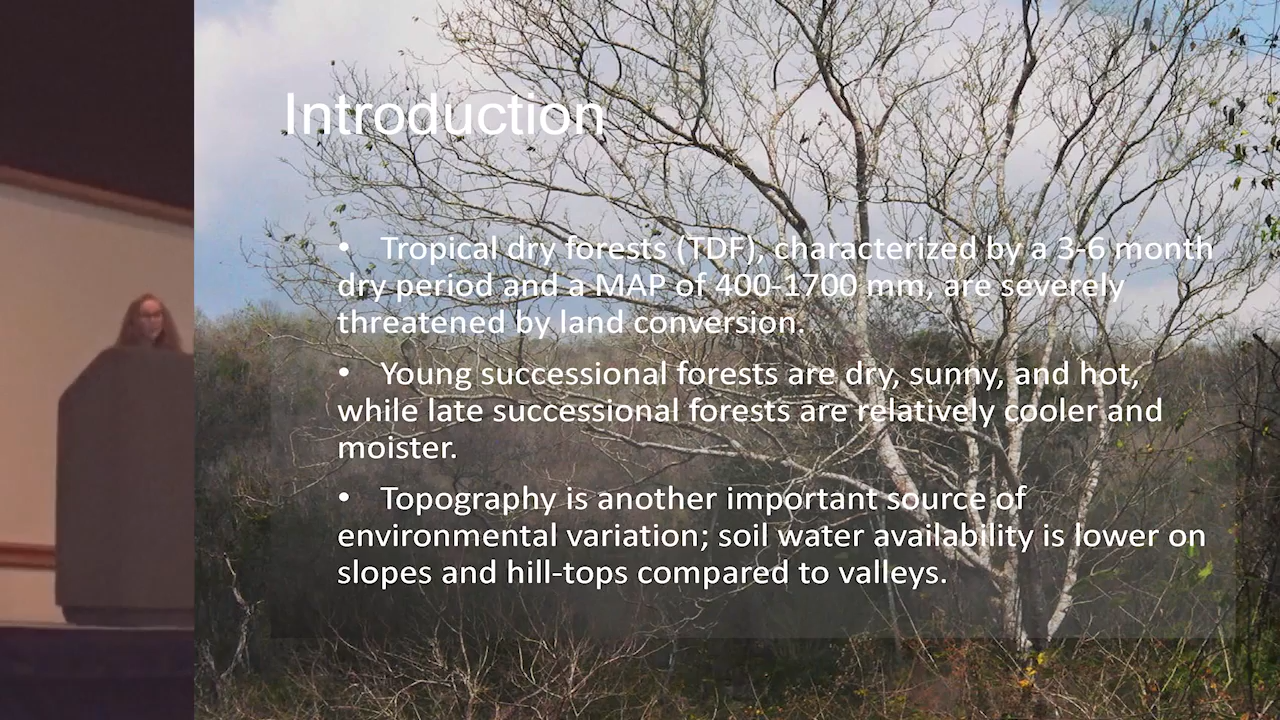 Introduction
• Tropical dry forests (TDF), characterized by a 3-6 month
dry period and a MAP of 400-1700 mm, are severely
threatened by land conversion.
• Young successional forests are dry, sunny, and hot,
while late successional forests are relatively cooler and
moister.
• Topography is another important source of
environmental variation; soil water availability is lower on
slopes and hill-tops compared to valleys.